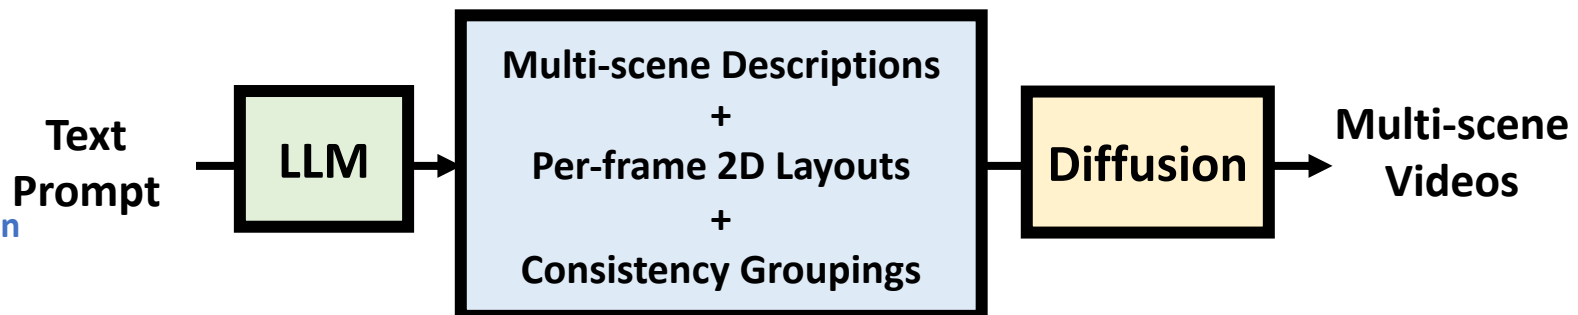 Text
Prompt
n
LLM
Multi-scene Descriptions
+
Per-frame 2D Layouts
+
Consistency Groupings
Diffusion
Multi-scene
Videos